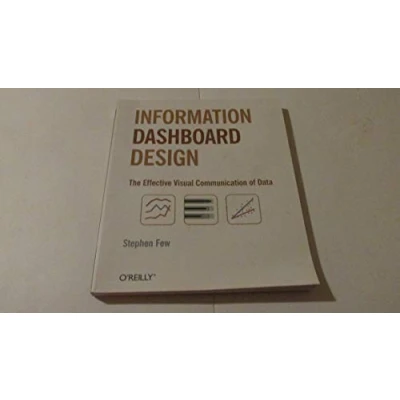 INFORMATION
DASHBOARD
DESIGN
The Effective Visual Communication of Data
Stephen Few
O'REILLY®